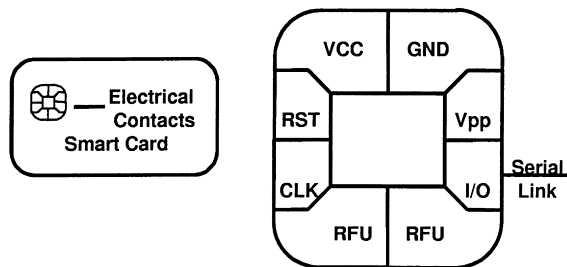 Electrical
Contacts
Smart Card
VCC
GND
RST
Vpp
CLK
I/O
RFU
RFU
Serial
Link